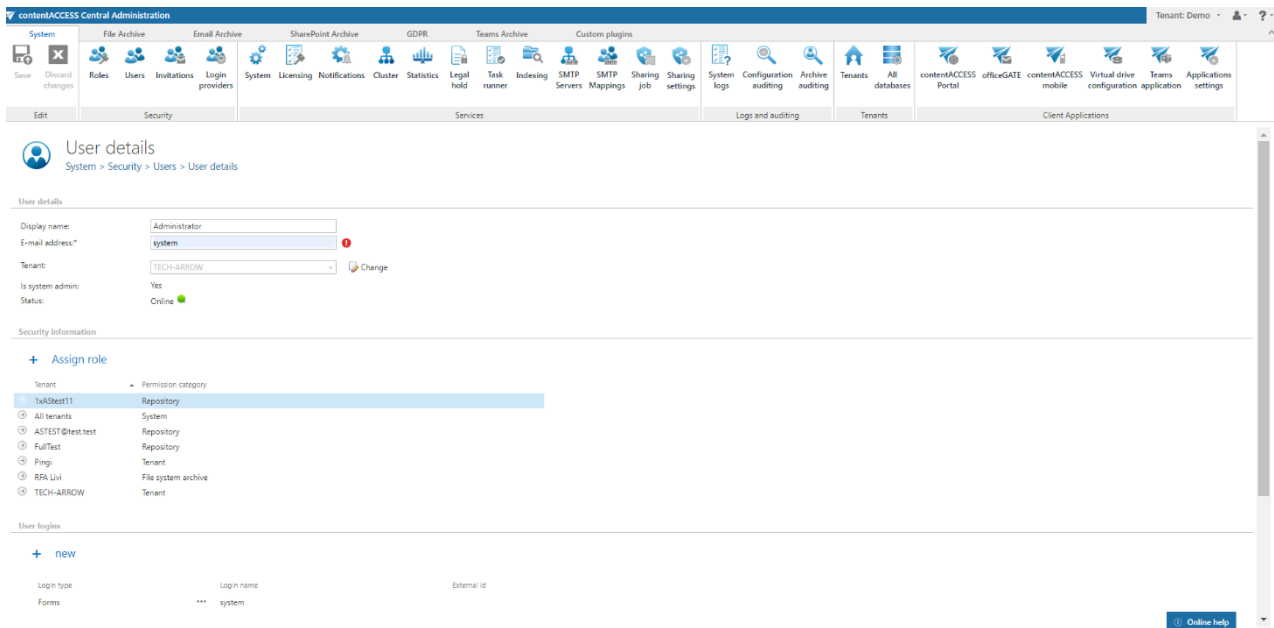 contentACCESS Central Administration
Tenant: Demo
?
System File Archive Email Archive SharePoint Archive GDPR Teams Archive Custom plugins
Save Discard changes Roles Users Invitations Login providers System Licensing Notifications Cluster Statistics Legal hold Task runner Indexing SMTP Servers SMTP Mappings Sharing job Sharing settings System logs Configuration auditing Archive auditing Tenants All databases contentACCESS Portal officeGATE contentACCESS mobile Virtual drive configuration Teams application Applications settings
Edit Security Services Logs and auditing Tenants Client Applications
User details
System > Security > Users > User details
User details
Display name: Administrator
E-mail address:* system
Tenant: TECH-ARROW Change
Is system admin: Yes
Status: Online
Security information
+ Assign role
Tenant Permission category
1xAStest11 Repository
All tenants System
ASTEST@test.test Repository
FullTest Repository
Pingi Tenant
RFA Livi File system archive
TECH-ARROW Tenant
User logins
+ new
Login type Login name External id
Forms ••• system
Online help